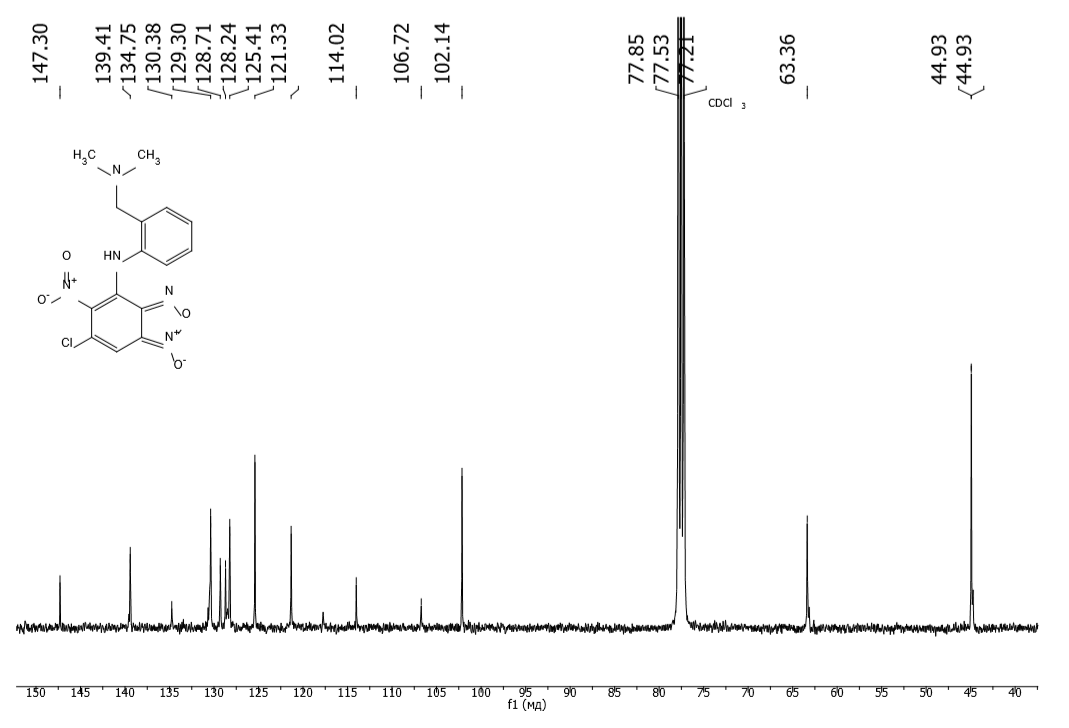 147.30
139.41
134.75
130.38
129.30
128.71
128.24
125.41
121.33
114.02
106.72
102.14
77.85
77.53
77.21
63.36
44.93
44.93
CDCl 3
H3C CH3
N
HN
O
N+
O-
N
O
N+
Cl
O-
150 145 140 135 130 125 120 115 110 105 100 95 90 85 80 75 70 65 60 55 50 45 40
f1 (мд)